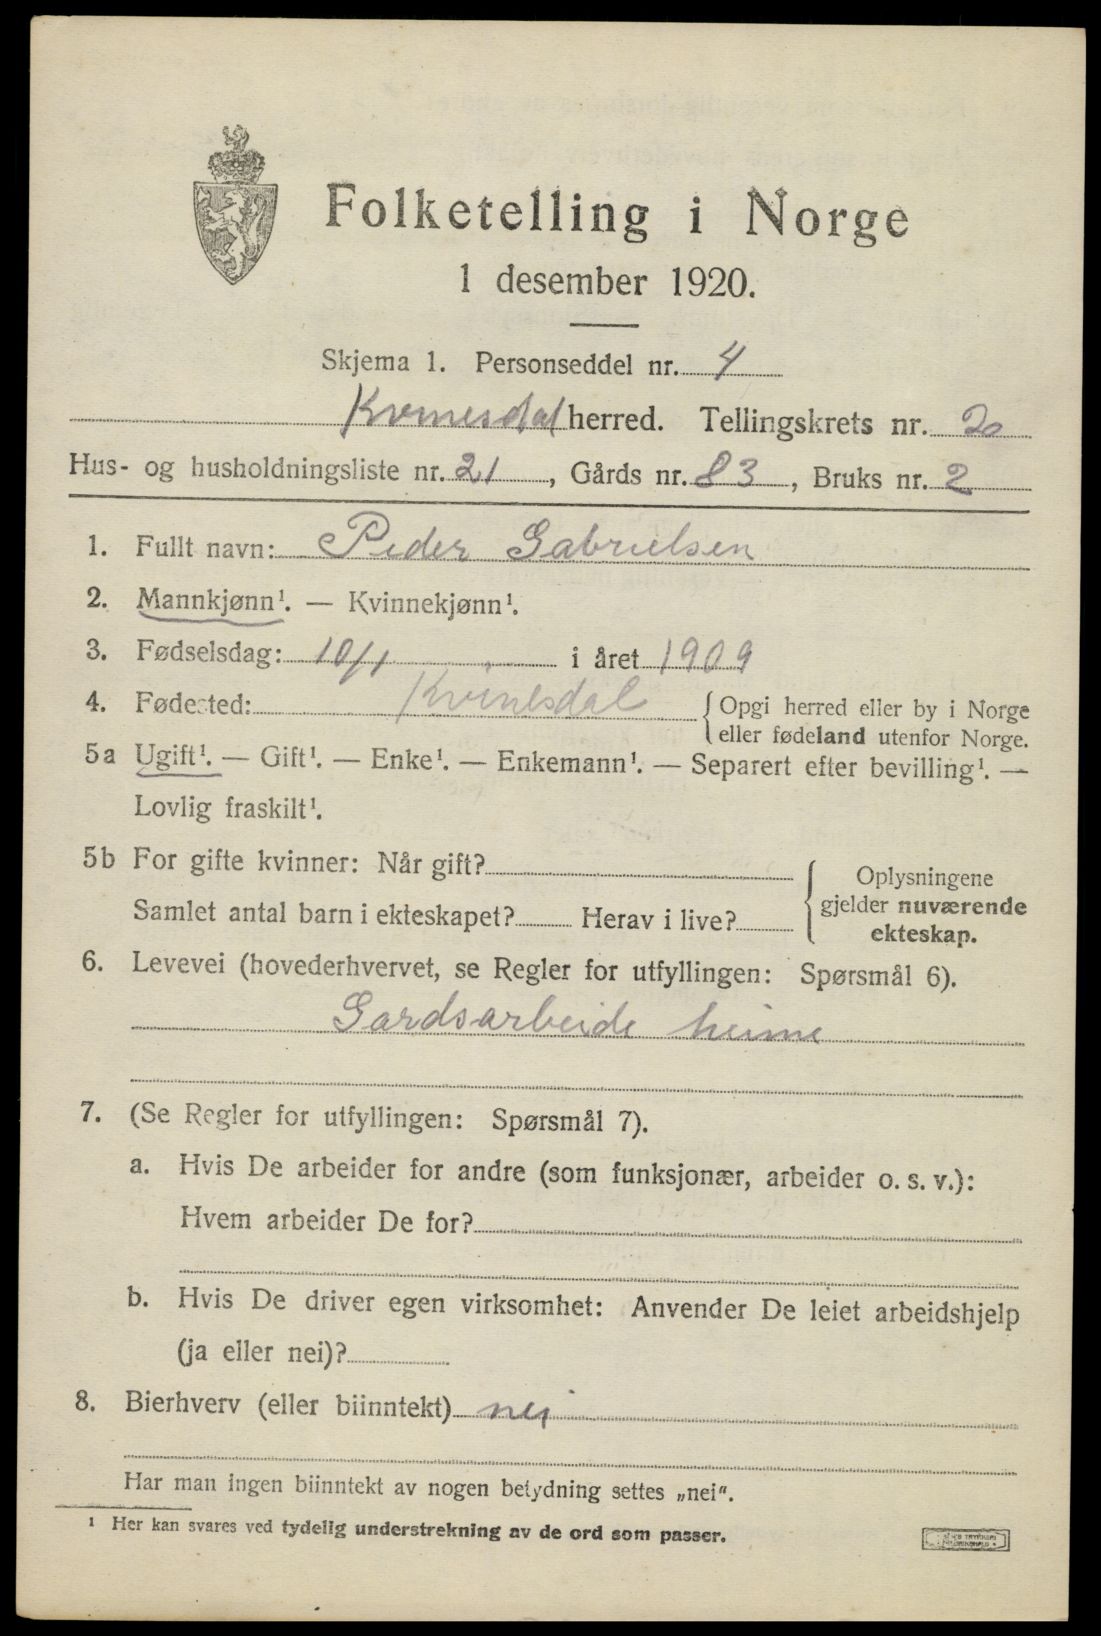 Folketelling i Norge
1 desember 1920.
Skjema 1. Personseddel nr. 4
Kvinesdal herred. Tellingskrets nr. 20
Hus- og husholdningsliste nr. 21, Gårds nr. 83, Bruks nr. 2
1. Fullt navn: Peder Gabrielsen
2. Mannkjønn¹. — Kvinnekjønn¹.
3. Fødselsdag: 10/1 i året 1909
4. Fødested: Kvinesdal { Opgi herred eller by i Norge
eller fødeland utenfor Norge.
5a Ugift¹. — Gift¹. — Enke¹. — Enkemann¹. — Separert efter bevilling¹. —
Lovlig fraskilt¹.
5b For gifte kvinner: Når gift?
Samlet antal barn i ekteskapet? Herav i live?
{ Oplysningene
gjelder nuværende
ekteskap.
6. Levevei (hovederhvervet, se Regler for utfyllingen: Spørsmål 6).
Gardsarbeide heime
7. (Se Regler for utfyllingen: Spørsmål 7).
a. Hvis De arbeider for andre (som funksjonær, arbeider o. s. v.):
Hvem arbeider De for?
b. Hvis De driver egen virksomhet: Anvender De leiet arbeidshjelp
(ja eller nei)?
8. Bierhverv (eller biinntekt) nei
Har man ingen biinntekt av nogen betydning settes „nei".
¹ Her kan svares ved tydelig understrekning av de ord som passer.